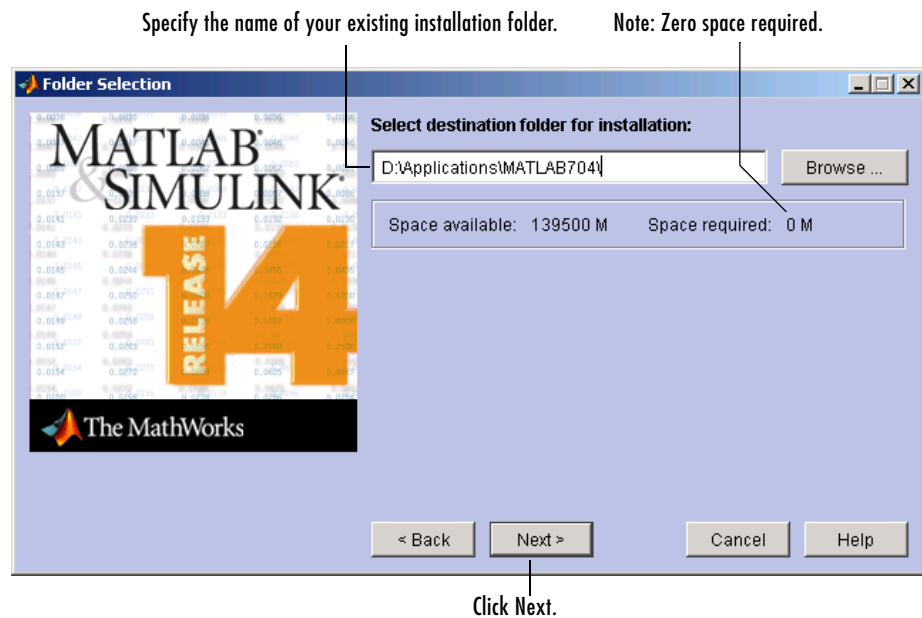 Specify the name of your existing installation folder.
Note: Zero space required.
Folder Selection
MATLAB®
&SIMULINK®
RELEASE
14
The MathWorks
Select destination folder for installation:
D:\Applications\MATLAB704\
Browse ...
Space available: 139500 M
Space required: 0 M
< Back
Next >
Cancel
Help
Click Next.